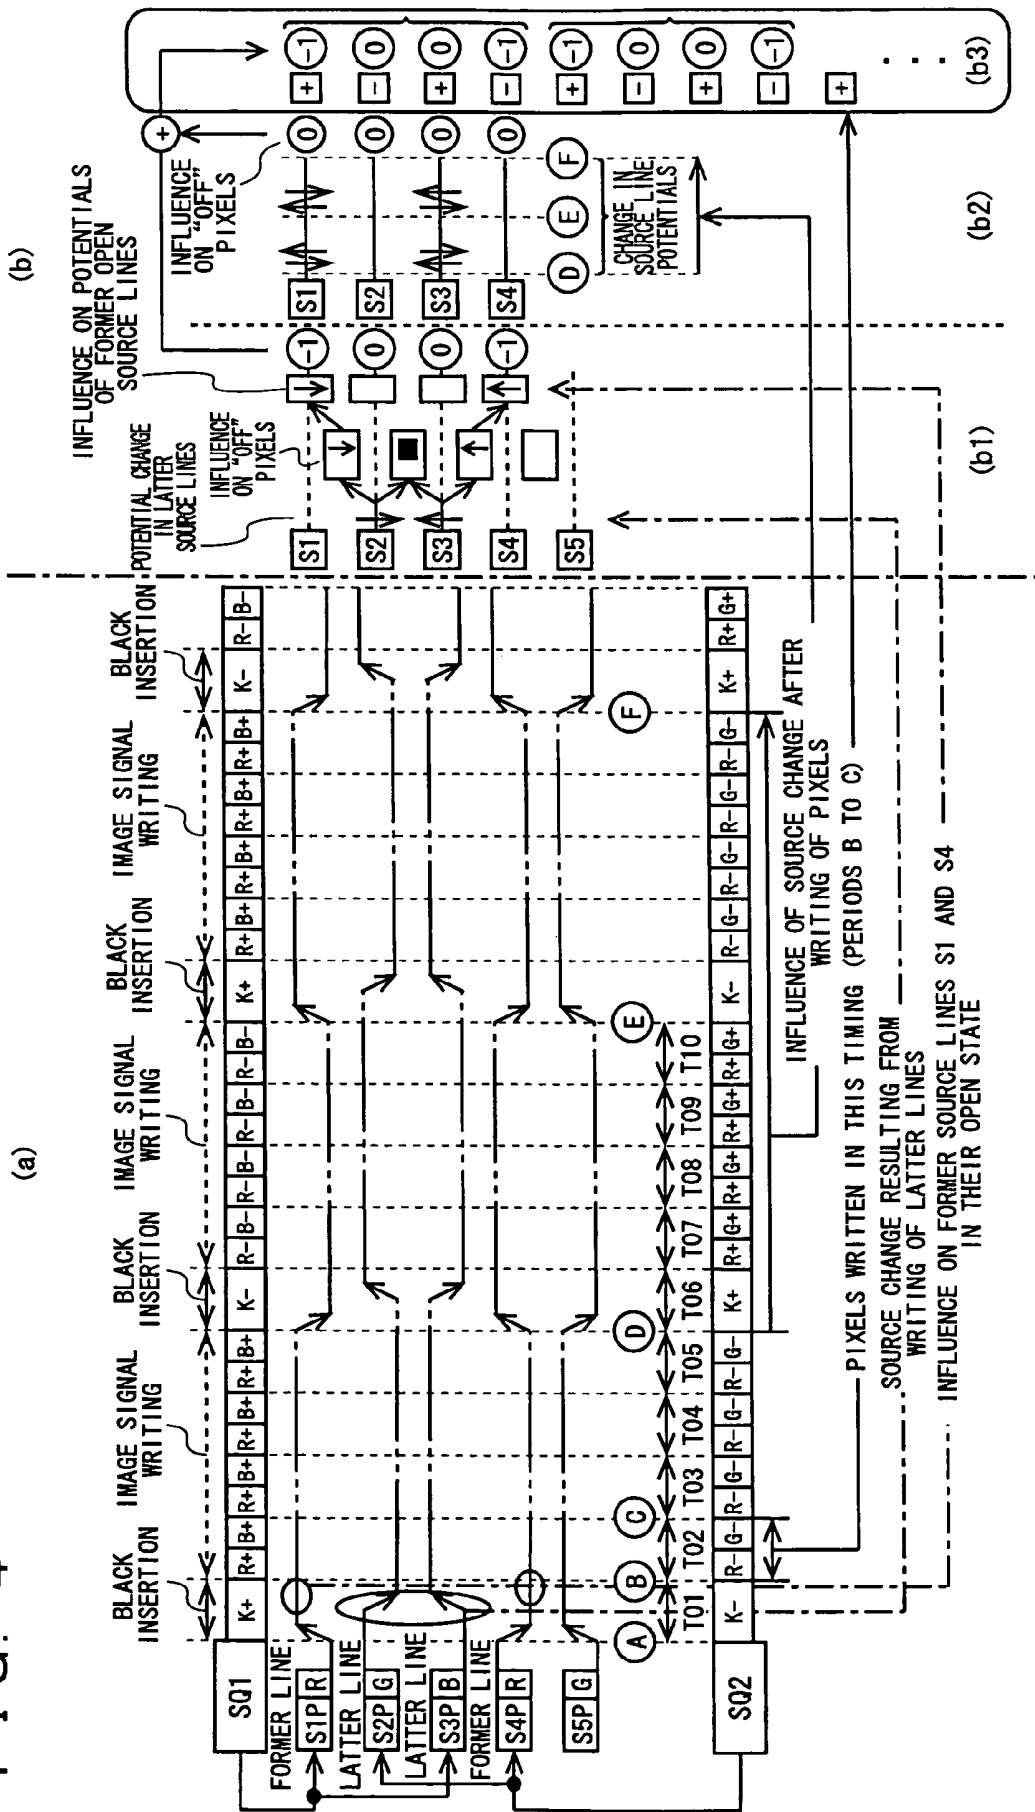 (a)
BLACK
INSERTION
IMAGE SIGNAL
WRITING
BLACK
INSERTION
IMAGE SIGNAL
WRITING
BLACK
INSERTION
IMAGE SIGNAL
WRITING
BLACK
INSERTION
SQ1 K+ R+ B+ R+ B+ R+ B+ R+ B+ K- R- B- R- B- R- B- R- B- K+ R+ B+ R+ B+ R+ B+ R+ B+ K- R- B-
FORMER LINE
S1P R
LATTER LINE
S2P G
LATTER LINE
S3P B
FORMER LINE
S4P R
S5P G
A B C D E F
T01 T02 T03 T04 T05 T06 T07 T08 T09 T10
SQ2 K- R- G- R- G- R- G- R- G- K+ R+ G+ R+ G+ R+ G+ R+ G+ K- R- G- R- G- R- G- R- G- K+ R+ G+
INFLUENCE OF SOURCE CHANGE AFTER
WRITING OF PIXELS
PIXELS WRITTEN IN THIS TIMING (PERIODS B TO C)
SOURCE CHANGE RESULTING FROM
WRITING OF LATTER LINES
INFLUENCE ON FORMER SOURCE LINES S1 AND S4
IN THEIR OPEN STATE
(b)
POTENTIAL CHANGE
IN LATTER
SOURCE LINES
INFLUENCE
ON "OFF"
PIXELS
INFLUENCE ON POTENTIALS
OF FORMER OPEN
SOURCE LINES
S1 -1
S2 0
S3 0
S4 -1
S5
(b1)
INFLUENCE
ON "OFF"
PIXELS
+
S1 0
S2 0
S3 0
S4 0
D E F
CHANGE IN
SOURCE LINE
POTENTIALS
(b2)
+ -1
- 0
+ 0
- -1
+ -1
- 0
+ 0
- -1
+
. . .
(b3)